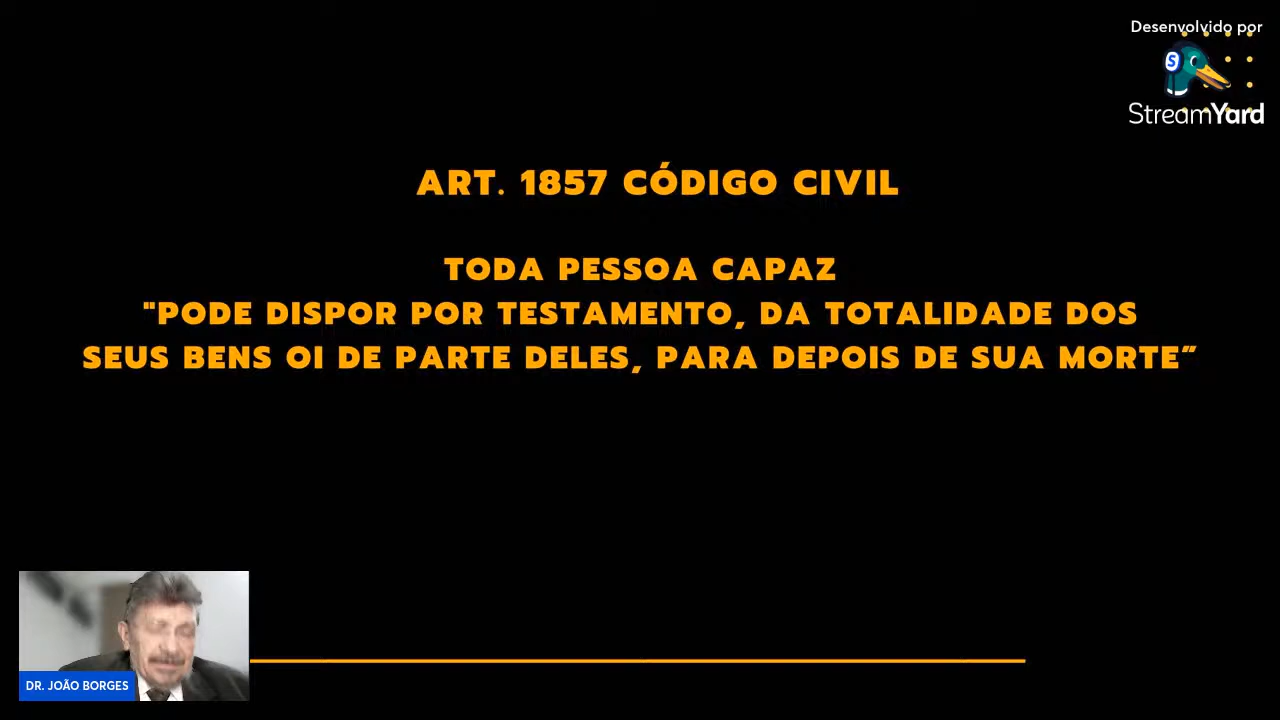 Desenvolvido por
StreamYard
ART. 1857 CÓDIGO CIVIL
TODA PESSOA CAPAZ
"PODE DISPOR POR TESTAMENTO, DA TOTALIDADE DOS
SEUS BENS OI DE PARTE DELES, PARA DEPOIS DE SUA MORTE”
DR. JOÃO BORGES